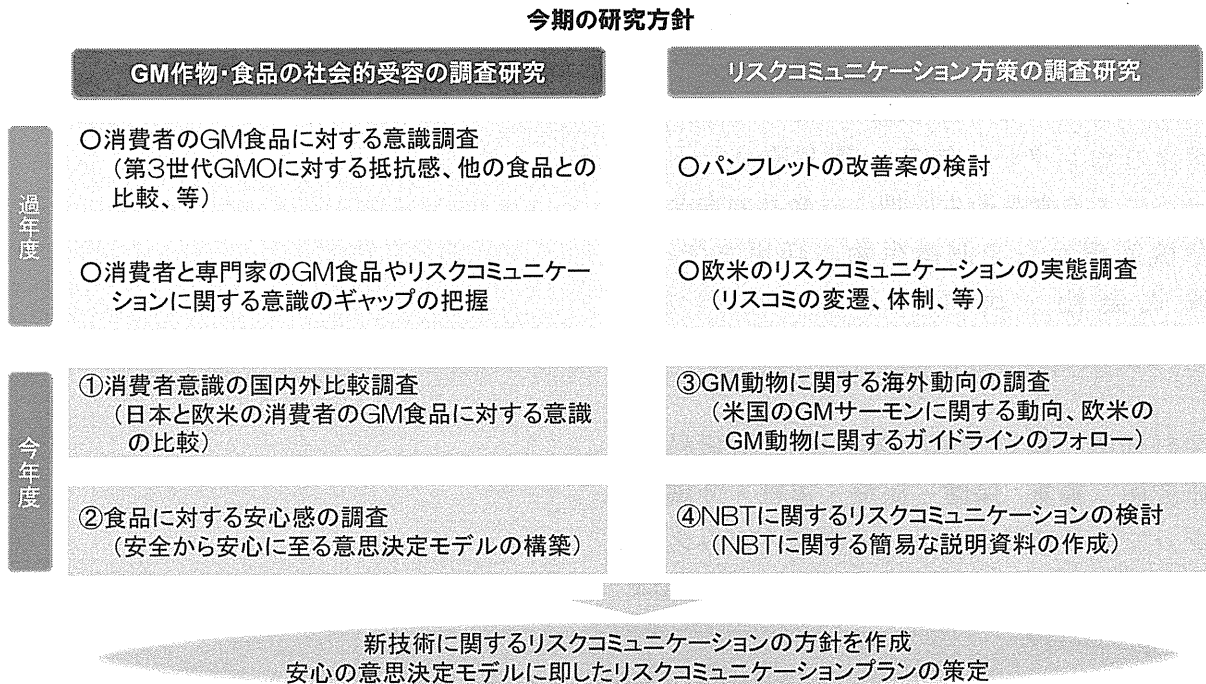 今期の研究方針
GM作物・食品の社会的受容の調査研究
リスクコミュニケーション方策の調査研究
過年度
○消費者のGM食品に対する意識調査
(第3世代GMOに対する抵抗感、他の食品との
比較、等)
○パンフレットの改善案の検討
○消費者と専門家のGM食品やリスクコミュニケー
ションに関する意識のギャップの把握
○欧米のリスクコミュニケーションの実態調査
(リスコミの変遷、体制、等)
今年度
①消費者意識の国内外比較調査
(日本と欧米の消費者のGM食品に対する意識
の比較)
③GM動物に関する海外動向の調査
(米国のGMサーモンに関する動向、欧米の
GM動物に関するガイドラインのフォロー)
②食品に対する安心感の調査
(安全から安心に至る意思決定モデルの構築)
④NBTに関するリスクコミュニケーションの検討
(NBTに関する簡易な説明資料の作成)
新技術に関するリスクコミュニケーションの方針を作成
安心の意思決定モデルに即したリスクコミュニケーションプランの策定